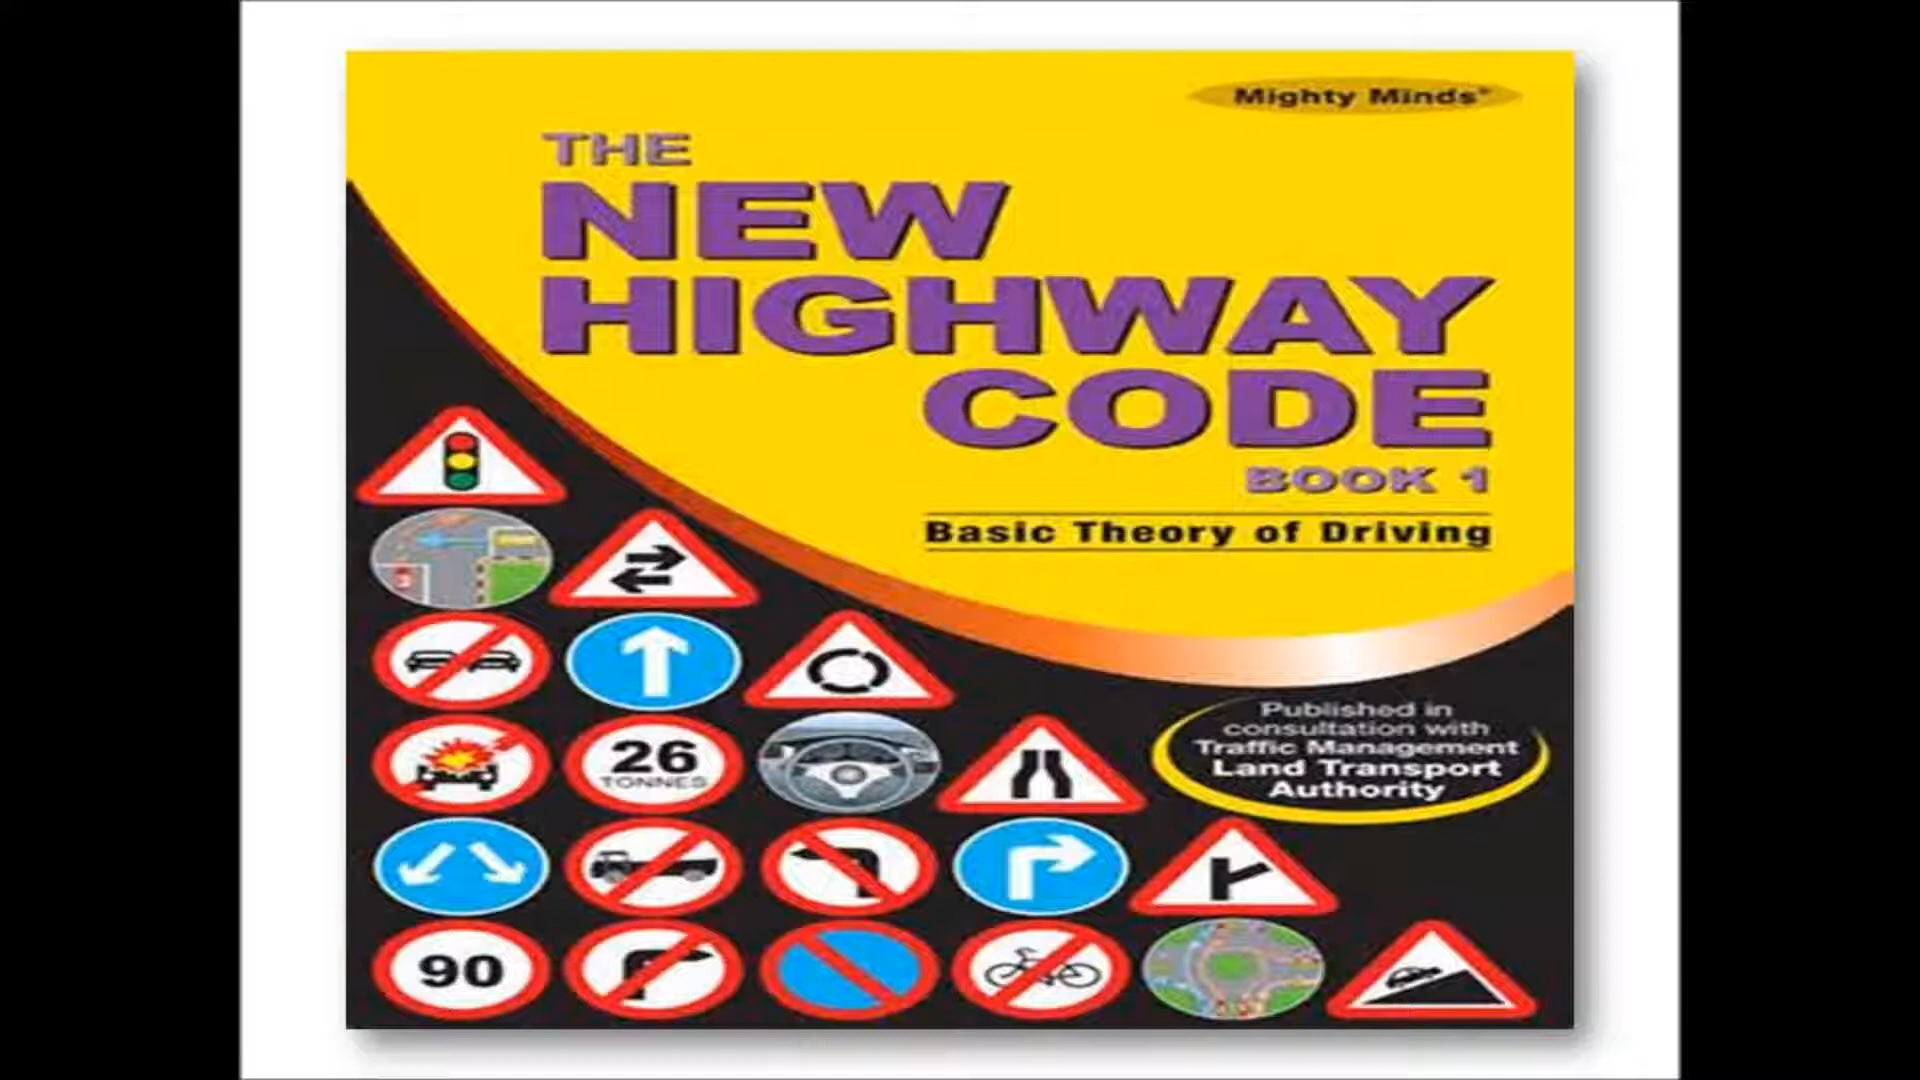 Mighty Minds®
THE
NEW
HIGHWAY
CODE
BOOK 1
Basic Theory of Driving
Published in
consultation with
Traffic Management
Land Transport
Authority
26
TONNES
90